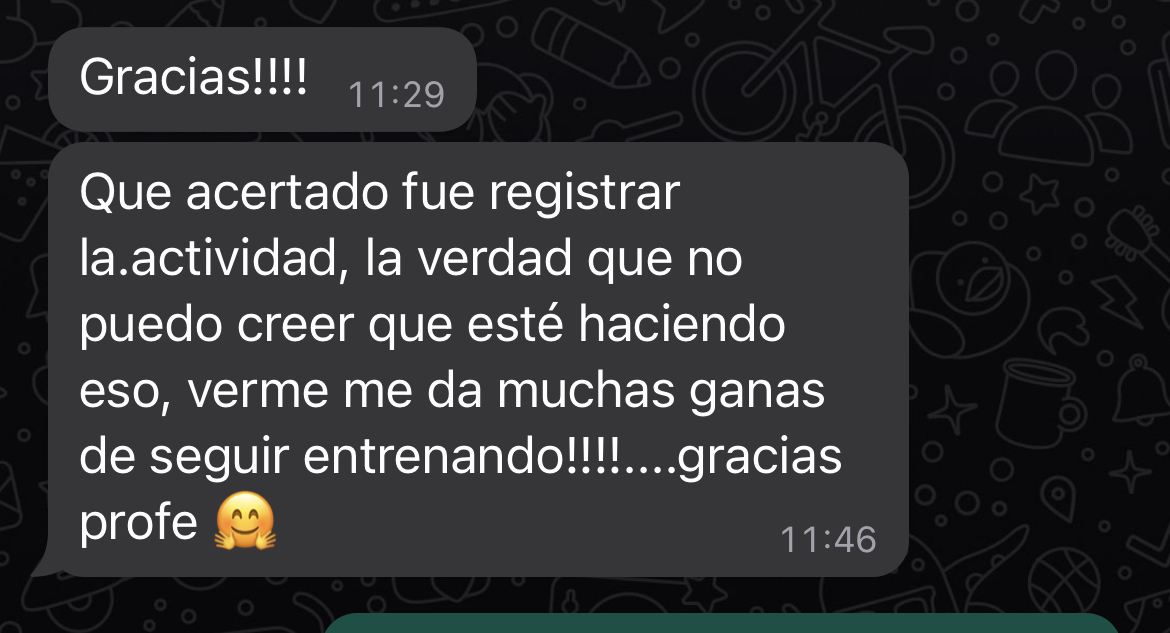 Gracias!!!!
11:29
Que acertado fue registrar
la.actividad, la verdad que no
puedo creer que esté haciendo
eso, verme me da muchas ganas
de seguir entrenando!!!!....gracias
profe 🤗
11:46